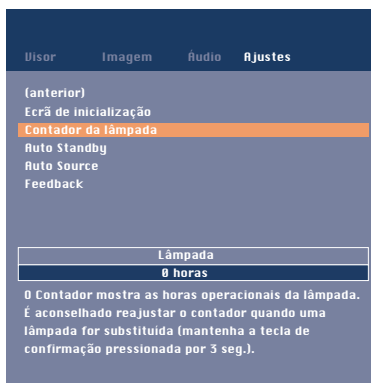 Visor Imagem Áudio Ajustes
(anterior)
Ecrã de inicialização
Contador da lâmpada
Auto Standby
Auto Source
Feedback
Lâmpada
0 horas
O Contador mostra as horas operacionais da lâmpada.
É aconselhado reajustar o contador quando uma
lâmpada for substituida (mantenha a tecla de
confirmação pressionada por 3 seg.).